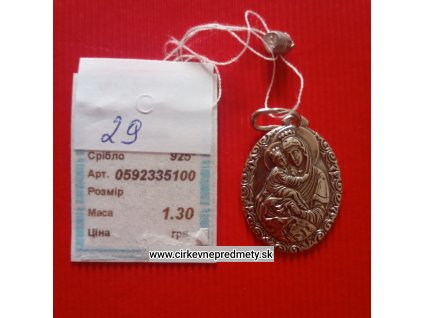 29
Срібло 925°
Арт. 0592335100
Розмір
Маса 1.30
Ціна грн
www.cirkevnepredmety.sk